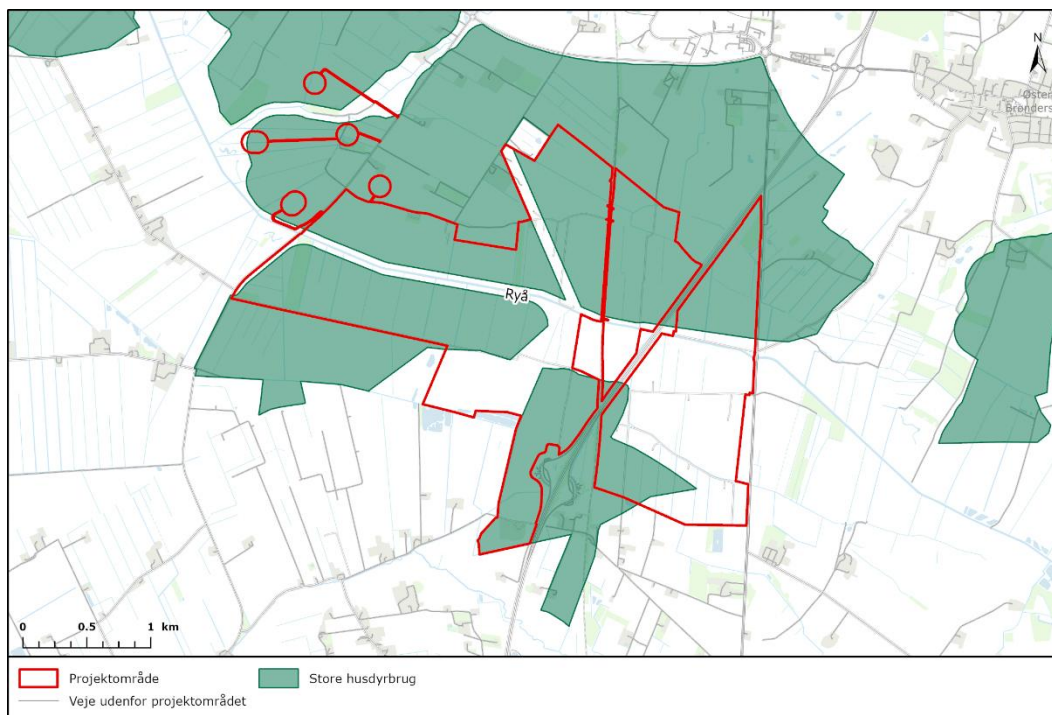 N
Øster
Brønders
Ryå
0 0.5 1 km
Projektområde
Store husdyrbrug
Veje udenfor projektområdet